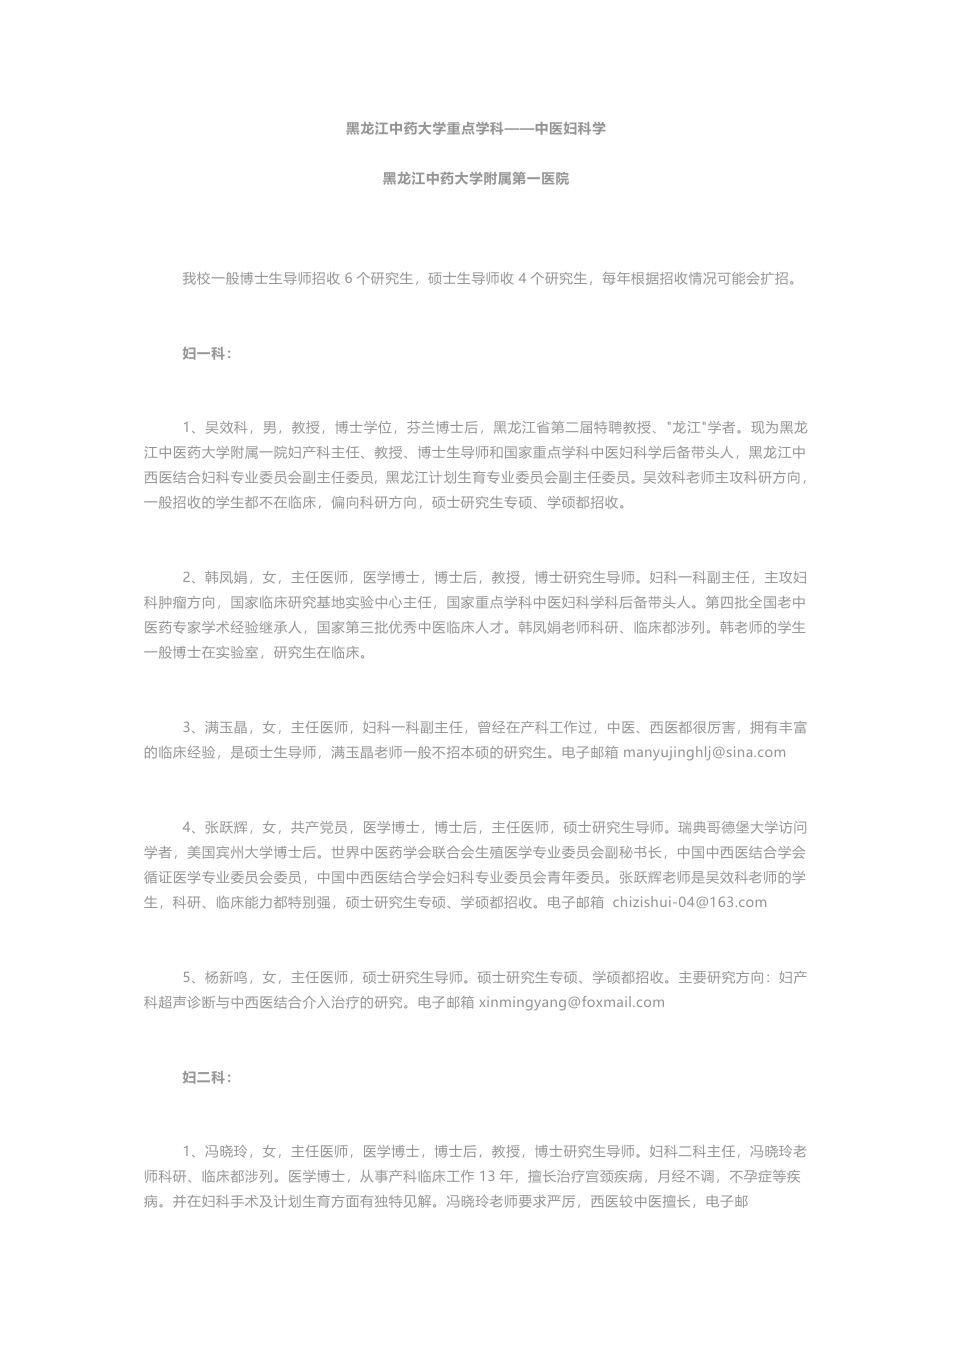 黑龙江中药大学重点学科——中医妇科学
黑龙江中药大学附属第一医院
我校一般博士生导师招收 6 个研究生，硕士生导师收 4 个研究生，每年根据招收情况可能会扩招。
妇一科：
1、吴效科，男，教授，博士学位，芬兰博士后，黑龙江省第二届特聘教授、"龙江"学者。现为黑龙
江中医药大学附属一院妇产科主任、教授、博士生导师和国家重点学科中医妇科学后备带头人，黑龙江中
西医结合妇科专业委员会副主任委员，黑龙江计划生育专业委员会副主任委员。吴效科老师主攻科研方向，
一般招收的学生都不在临床，偏向科研方向，硕士研究生专硕、学硕都招收。
2、韩凤娟，女，主任医师，医学博士，博士后，教授，博士研究生导师。妇科一科副主任，主攻妇
科肿瘤方向，国家临床研究基地实验中心主任，国家重点学科中医妇科学科后备带头人。第四批全国老中
医药专家学术经验继承人，国家第三批优秀中医临床人才。韩凤娟老师科研、临床都涉列。韩老师的学生
一般博士在实验室，研究生在临床。
3、满玉晶，女，主任医师，妇科一科副主任，曾经在产科工作过，中医、西医都很厉害，拥有丰富
的临床经验，是硕士生导师，满玉晶老师一般不招本硕的研究生。电子邮箱 manyujinghlj@sina.com
4、张跃辉，女，共产党员，医学博士，博士后，主任医师，硕士研究生导师。瑞典哥德堡大学访问
学者，美国宾州大学博士后。世界中医药学会联合会生殖医学专业委员会副秘书长，中国中西医结合学会
循证医学专业委员会委员，中国中西医结合学会妇科专业委员会青年委员。张跃辉老师是吴效科老师的学
生，科研、临床能力都特别强，硕士研究生专硕、学硕都招收。电子邮箱 chizishui-04@163.com
5、杨新鸣，女，主任医师，硕士研究生导师。硕士研究生专硕、学硕都招收。主要研究方向：妇产
科超声诊断与中西医结合介入治疗的研究。电子邮箱 xinmingyang@foxmail.com
妇二科：
1、冯晓玲，女，主任医师，医学博士，博士后，教授，博士研究生导师。妇科二科主任，冯晓玲老
师科研、临床都涉列。医学博士，从事产科临床工作 13 年，擅长治疗宫颈疾病，月经不调，不孕症等疾
病。并在妇科手术及计划生育方面有独特见解。冯晓玲老师要求严厉，西医较中医擅长，电子邮